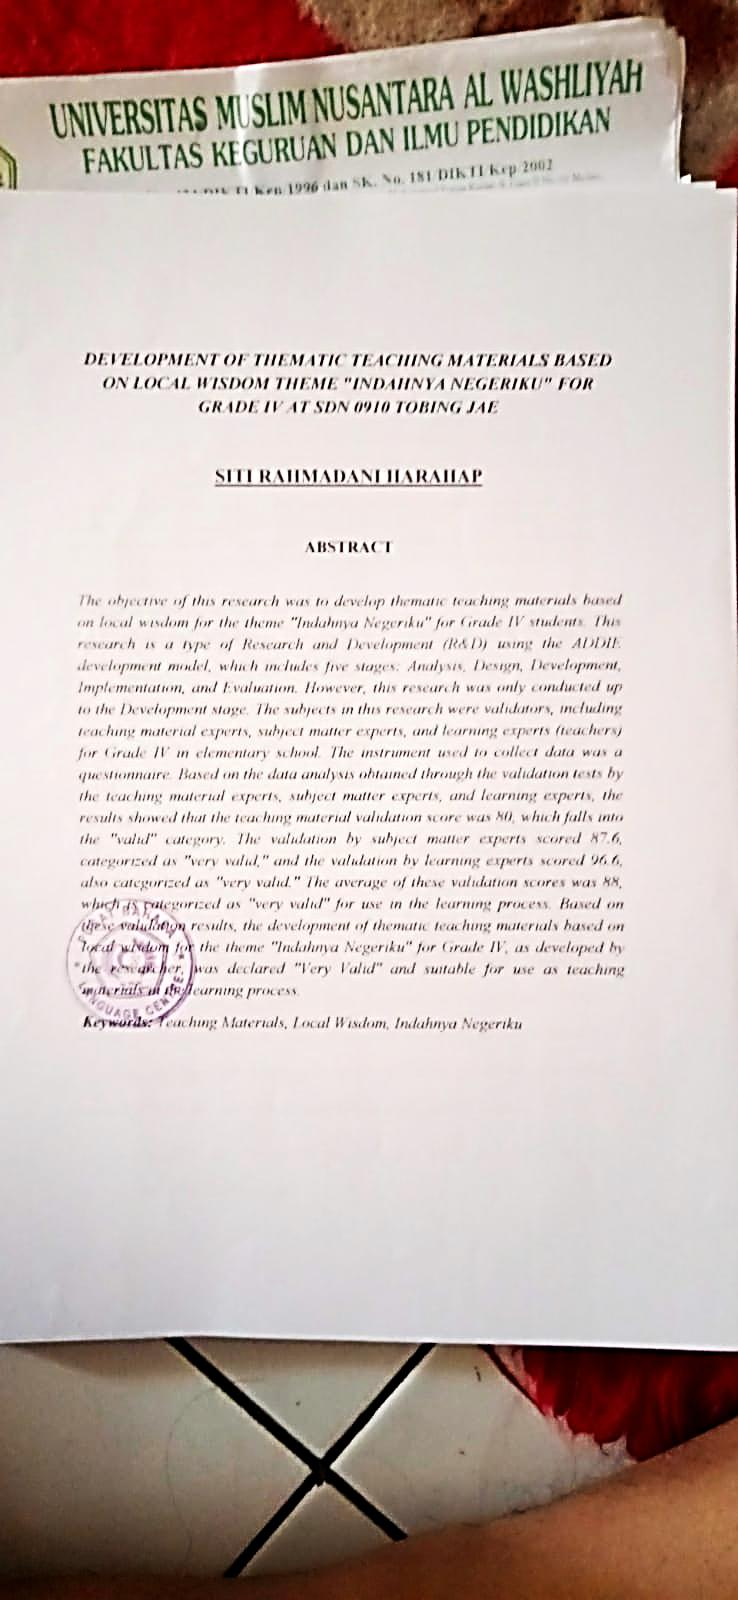 UNIVERSITAS MUSLIM NUSANTARA AL WASHLIYAH
FAKULTAS KEGURUAN DAN ILMU PENDIDIKAN
1996 dan SK. No. 181/DIKTI/Kep/2002
DEVELOPMENT OF THEMATIC TEACHING MATERIALS BASED
ON LOCAL WISDOM THEME "INDAHNYA NEGERIKU" FOR
GRADE IV AT SDN 0910 TOBING JAE
SITI RAHMADANI HARAHAP
ABSTRACT
The objective of this research was to develop thematic teaching materials based
on local wisdom for the theme "Indahnya Negeriku" for Grade IV students. This
research is a type of Research and Development (R&D) using the ADDIE
development model, which includes five stages: Analysis, Design, Development,
Implementation, and Evaluation. However, this research was only conducted up
to the Development stage. The subjects in this research were validators, including
teaching material experts, subject matter experts, and learning experts (teachers)
for Grade IV in elementary school. The instrument used to collect data was a
questionnaire. Based on the data analysis obtained through the validation tests by
the teaching material experts, subject matter experts, and learning experts, the
results showed that the teaching material validation score was 80, which falls into
the "valid" category. The validation by subject matter experts scored 87.6,
categorized as "very valid," and the validation by learning experts scored 96.6,
also categorized as "very valid." The average of these validation scores was 88,
which is categorized as "very valid" for use in the learning process. Based on
these validation results, the development of thematic teaching materials based on
local wisdom for the theme "Indahnya Negeriku" for Grade IV, as developed by
the researcher, was declared "Very Valid" and suitable for use as teaching
materials in the learning process.
Keywords: Teaching Materials, Local Wisdom, Indahnya Negeriku
BAHASA
LANGUAGE CENTRE